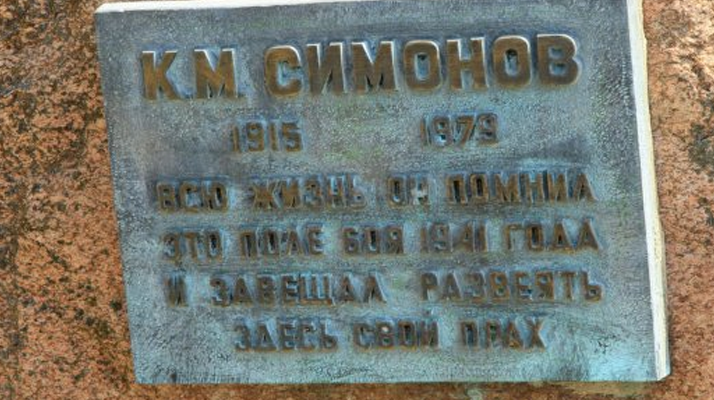 К.М. СИМОНОВ
1915 1979
ВСЮ ЖИЗНЬ ОН ПОМНИЛ
ЭТО ПОЛЕ БОЯ 1941 ГОДА
И ЗАВЕЩАЛ РАЗВЕЯТЬ
ЗДЕСЬ СВОЙ ПРАХ